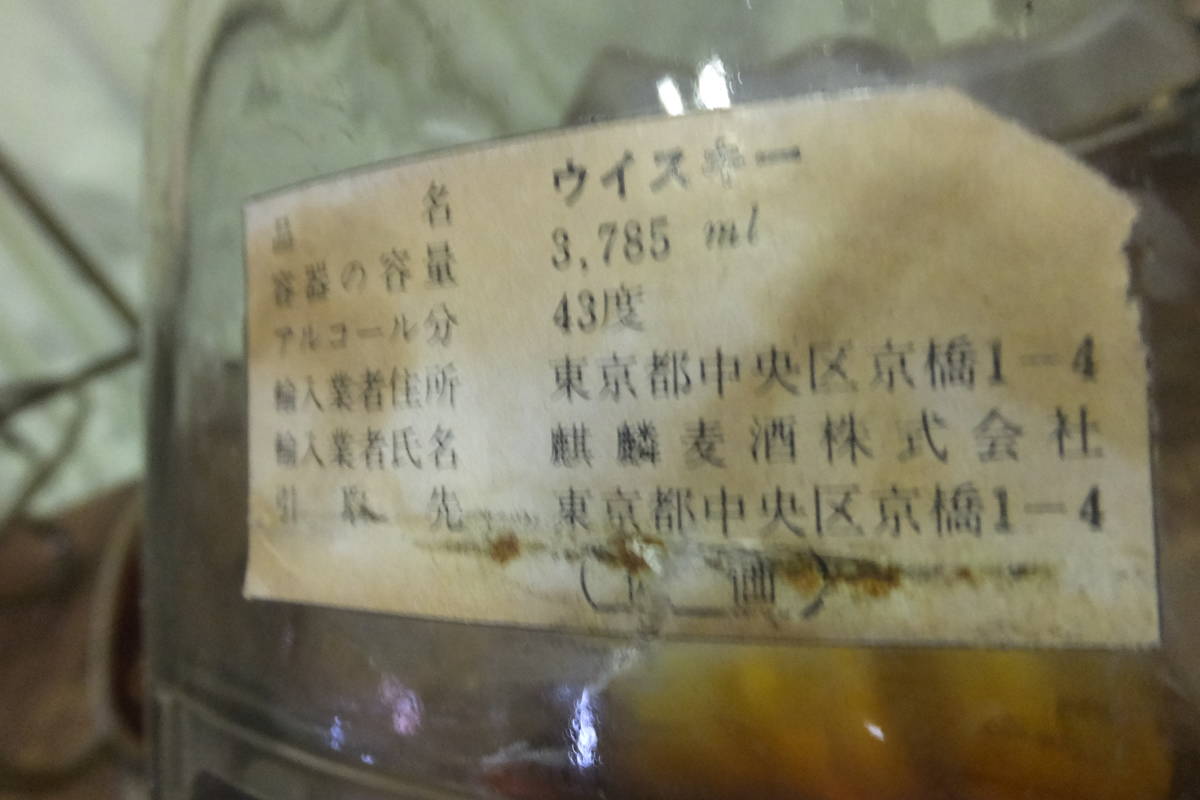 品名 ウイスキー
容器の容量 3,785 ml
アルコール分 43度
輸入業者住所 東京都中央区京橋1-4
輸入業者氏名 麒麟麦酒株式会社
引取先 東京都中央区京橋1-4